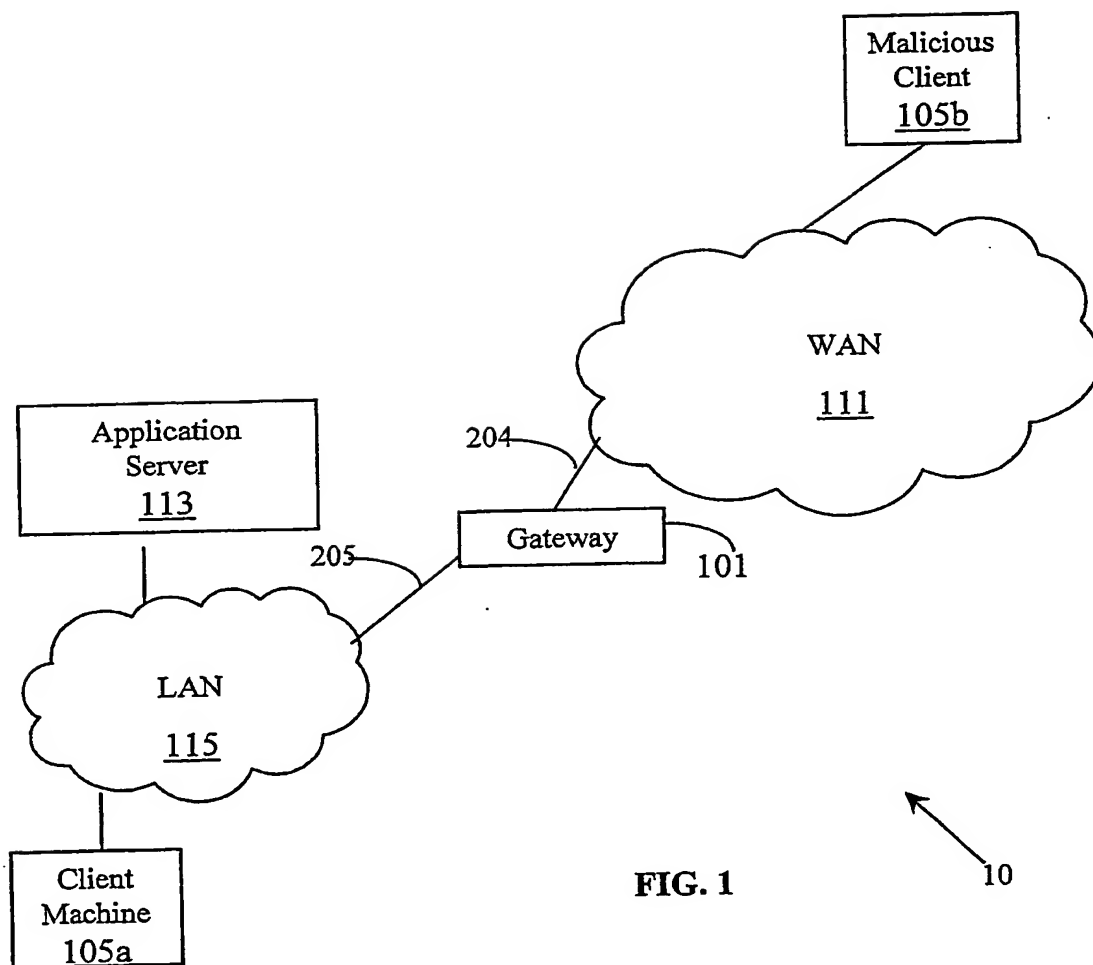 Malicious
Client
105b
WAN
111
Application
Server
113
204
Gateway
101
205
LAN
115
Client
Machine
105a
FIG. 1
10